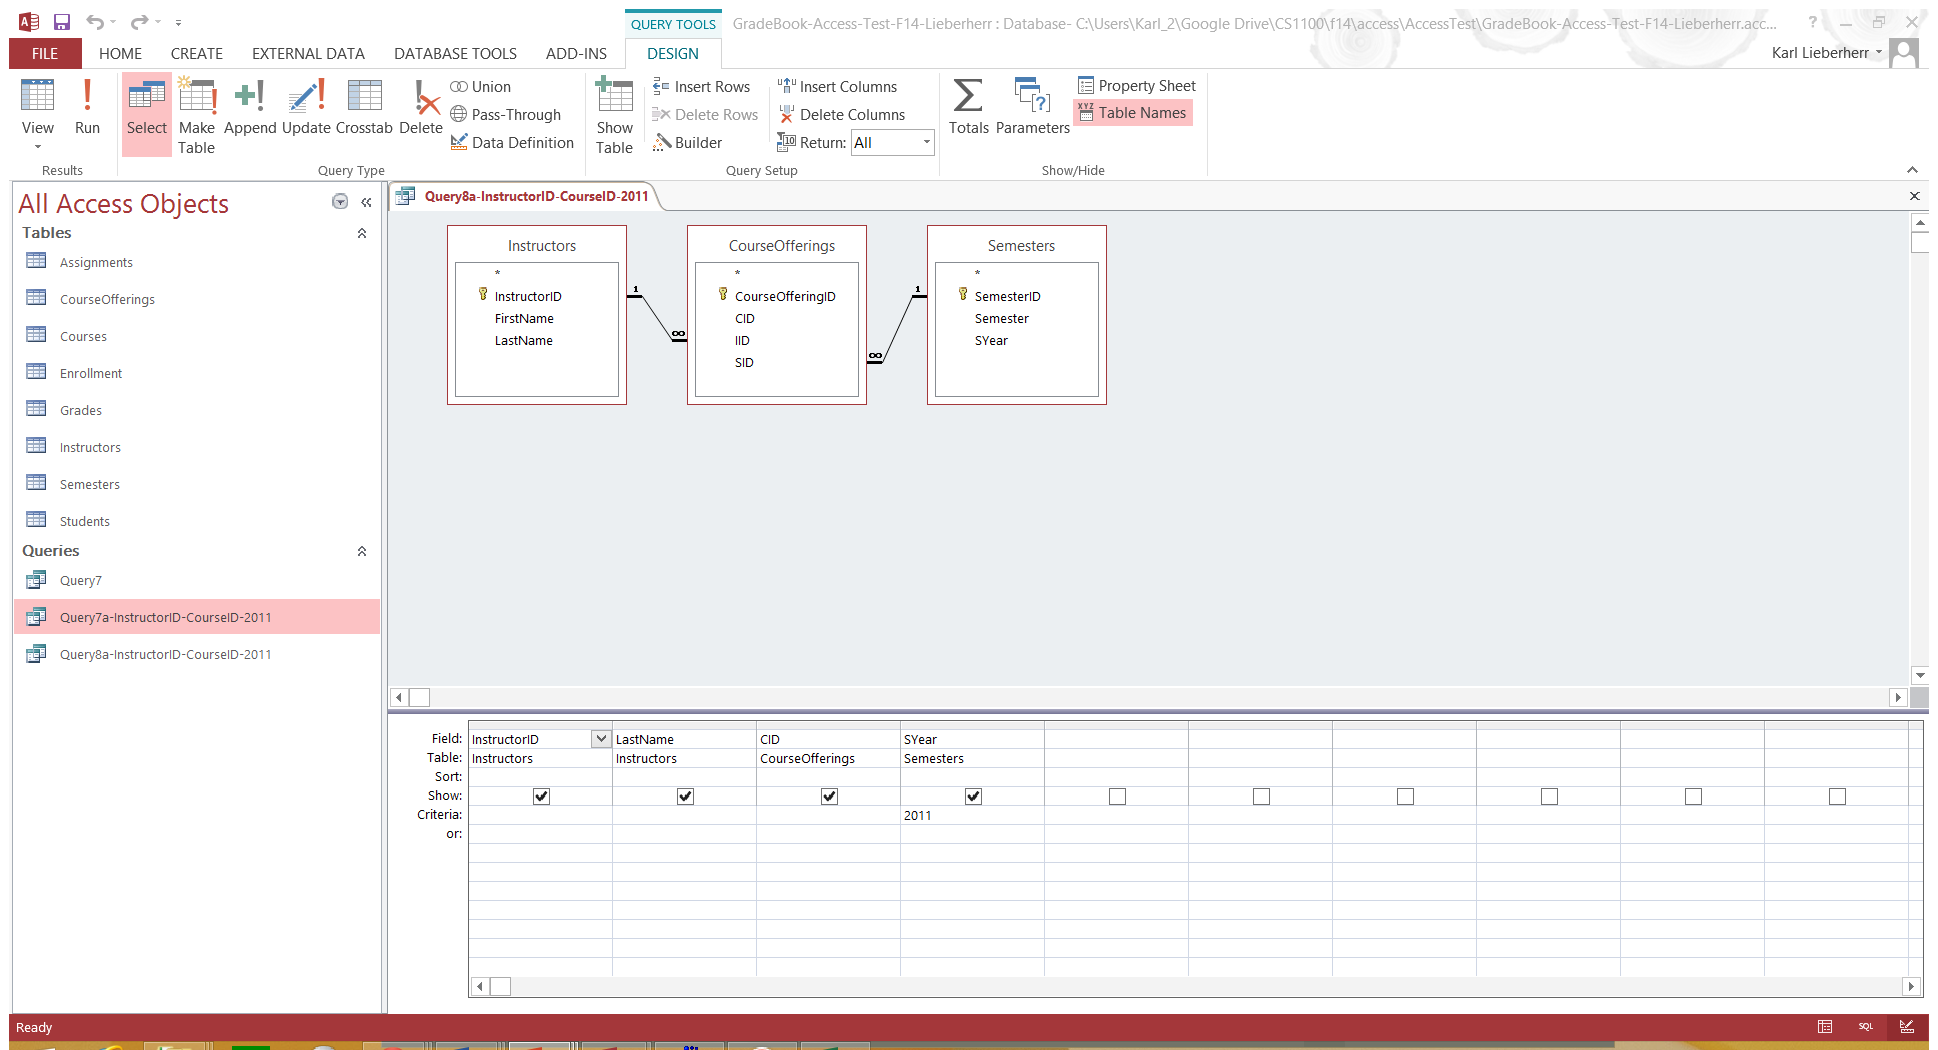 QUERY TOOLS
GradeBook-Access-Test-F14-Lieberherr : Database- C:\Users\Karl_2\Google Drive\CS1100\f14\access\AccessTest\GradeBook-Access-Test-F14-Lieberherr.acc...
?
FILE HOME CREATE EXTERNAL DATA DATABASE TOOLS ADD-INS DESIGN
Karl Lieberherr
View
Run
Results
Select
Make Table
Append
Update
Crosstab
Delete
Union
Pass-Through
Data Definition
Query Type
Show Table
Insert Rows
Delete Rows
Builder
Insert Columns
Delete Columns
Return: All
Query Setup
Totals
Parameters
Property Sheet
Table Names
Show/Hide
All Access Objects
Tables
Assignments
CourseOfferings
Courses
Enrollment
Grades
Instructors
Semesters
Students
Queries
Query7
Query7a-InstructorID-CourseID-2011
Query8a-InstructorID-CourseID-2011
Query8a-InstructorID-CourseID-2011
Instructors
*
InstructorID
FirstName
LastName
1
∞
CourseOfferings
*
CourseOfferingID
CID
IID
SID
∞
1
Semesters
*
SemesterID
Semester
SYear
Field: InstructorID LastName CID SYear
Table: Instructors Instructors CourseOfferings Semesters
Sort:
Show:
Criteria: 2011
or:
Ready
SQL